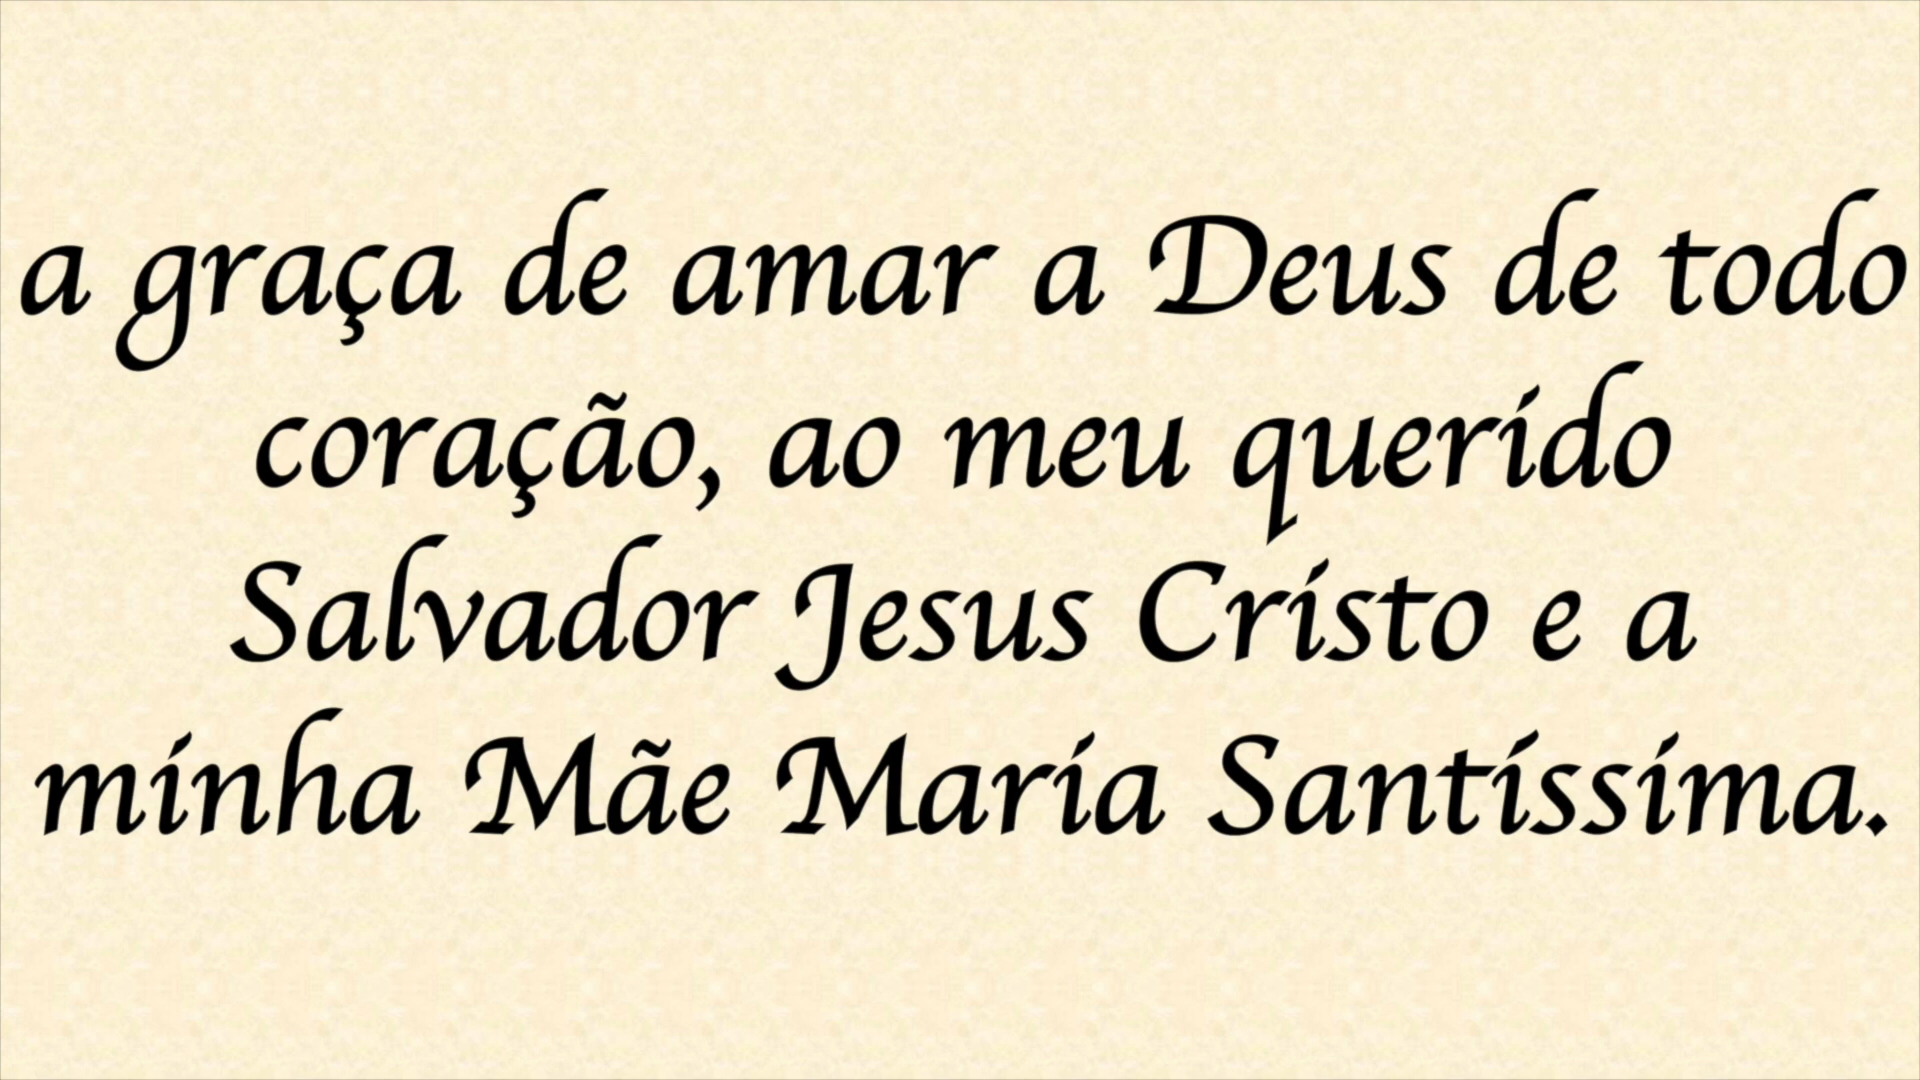 a graça de amar a Deus de todo
coração, ao meu querido
Salvador Jesus Cristo e a
minha Mãe Maria Santíssima.